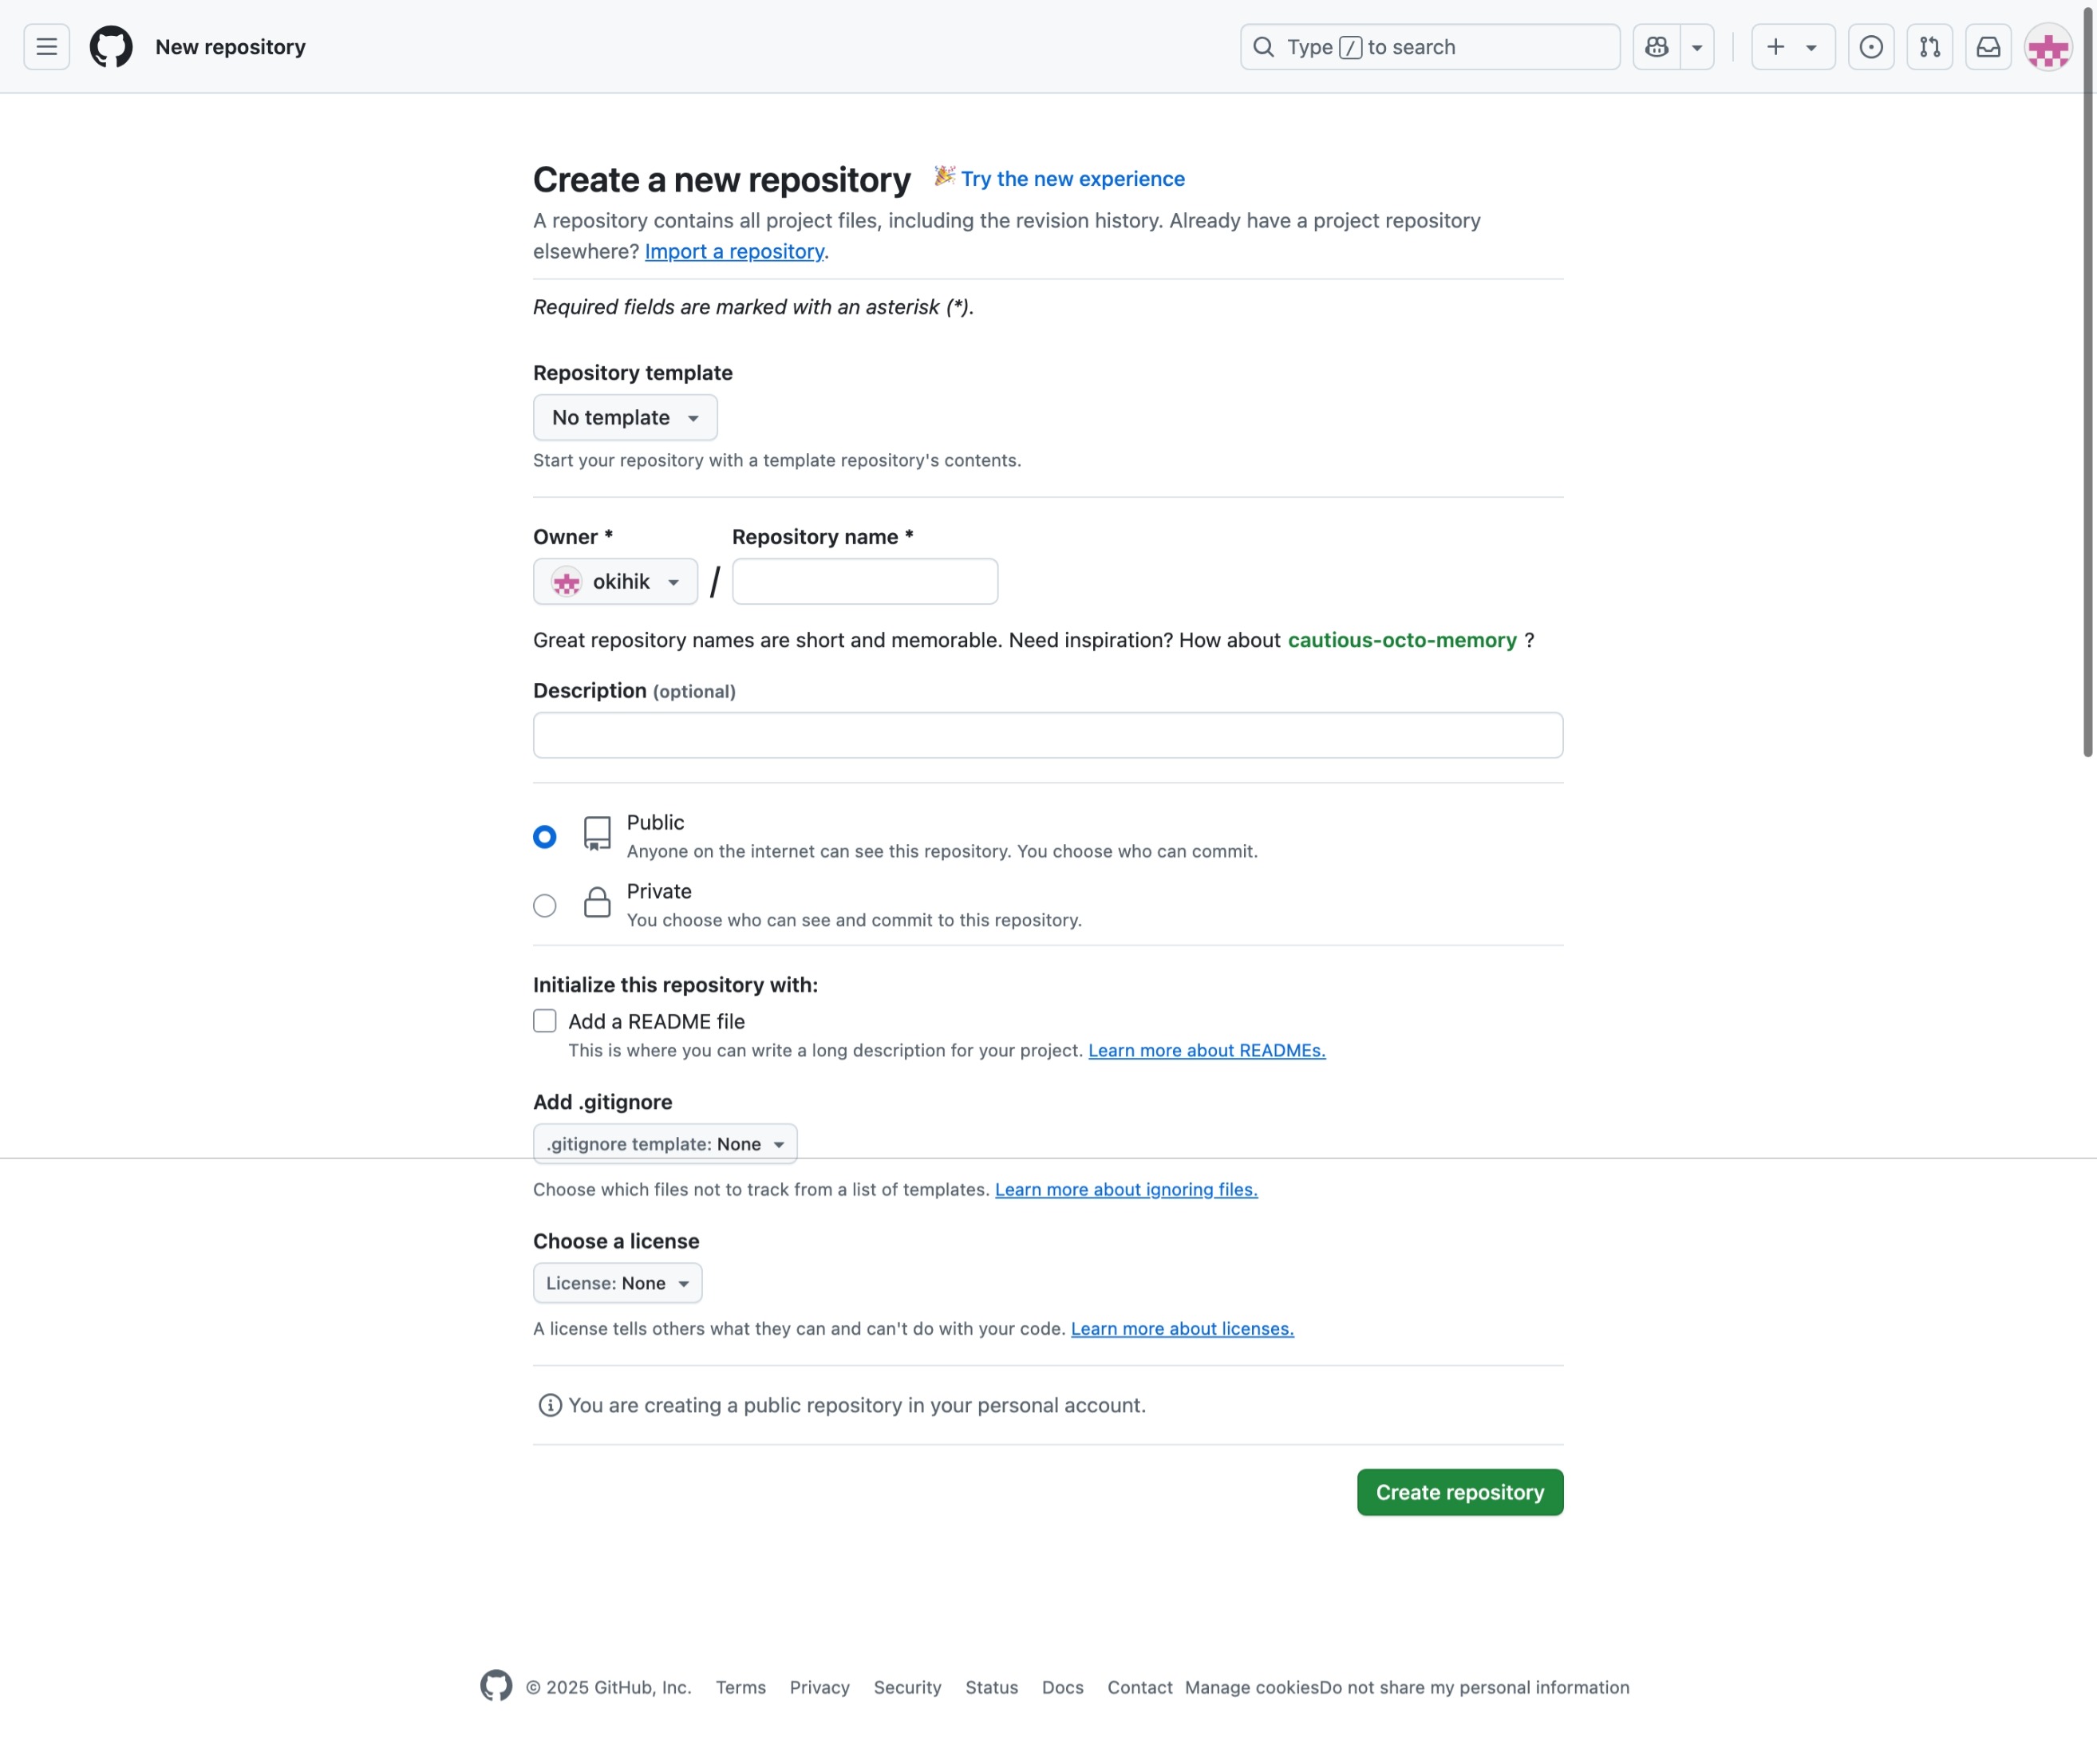 New repository
Type / to search
Create a new repository 🎉 Try the new experience
A repository contains all project files, including the revision history. Already have a project repository
elsewhere? Import a repository.
Required fields are marked with an asterisk (*).
Repository template
No template
Start your repository with a template repository's contents.
Owner * Repository name *
okihik /
Great repository names are short and memorable. Need inspiration? How about cautious-octo-memory ?
Description (optional)
Public
Anyone on the internet can see this repository. You choose who can commit.
Private
You choose who can see and commit to this repository.
Initialize this repository with:
Add a README file
This is where you can write a long description for your project. Learn more about READMEs.
Add .gitignore
.gitignore template: None
Choose which files not to track from a list of templates. Learn more about ignoring files.
Choose a license
License: None
A license tells others what they can and can't do with your code. Learn more about licenses.
You are creating a public repository in your personal account.
Create repository
© 2025 GitHub, Inc. Terms Privacy Security Status Docs Contact Manage cookies Do not share my personal information